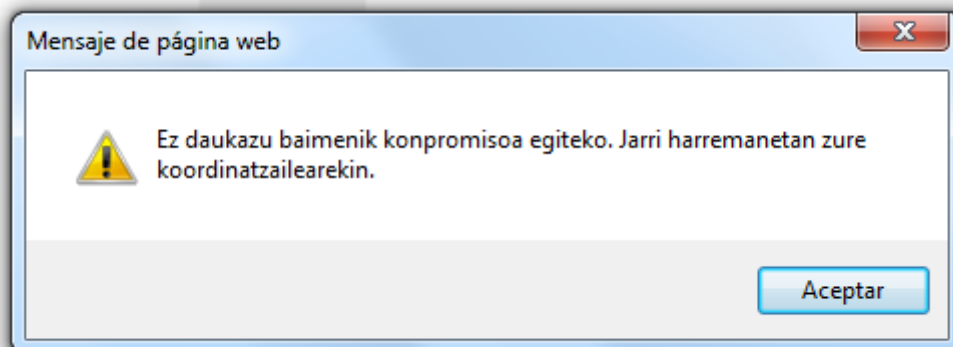 Mensaje de página web
Ez daukazu baimenik konpromisoa egiteko. Jarri harremanetan zure
koordinatzailearekin.
Aceptar